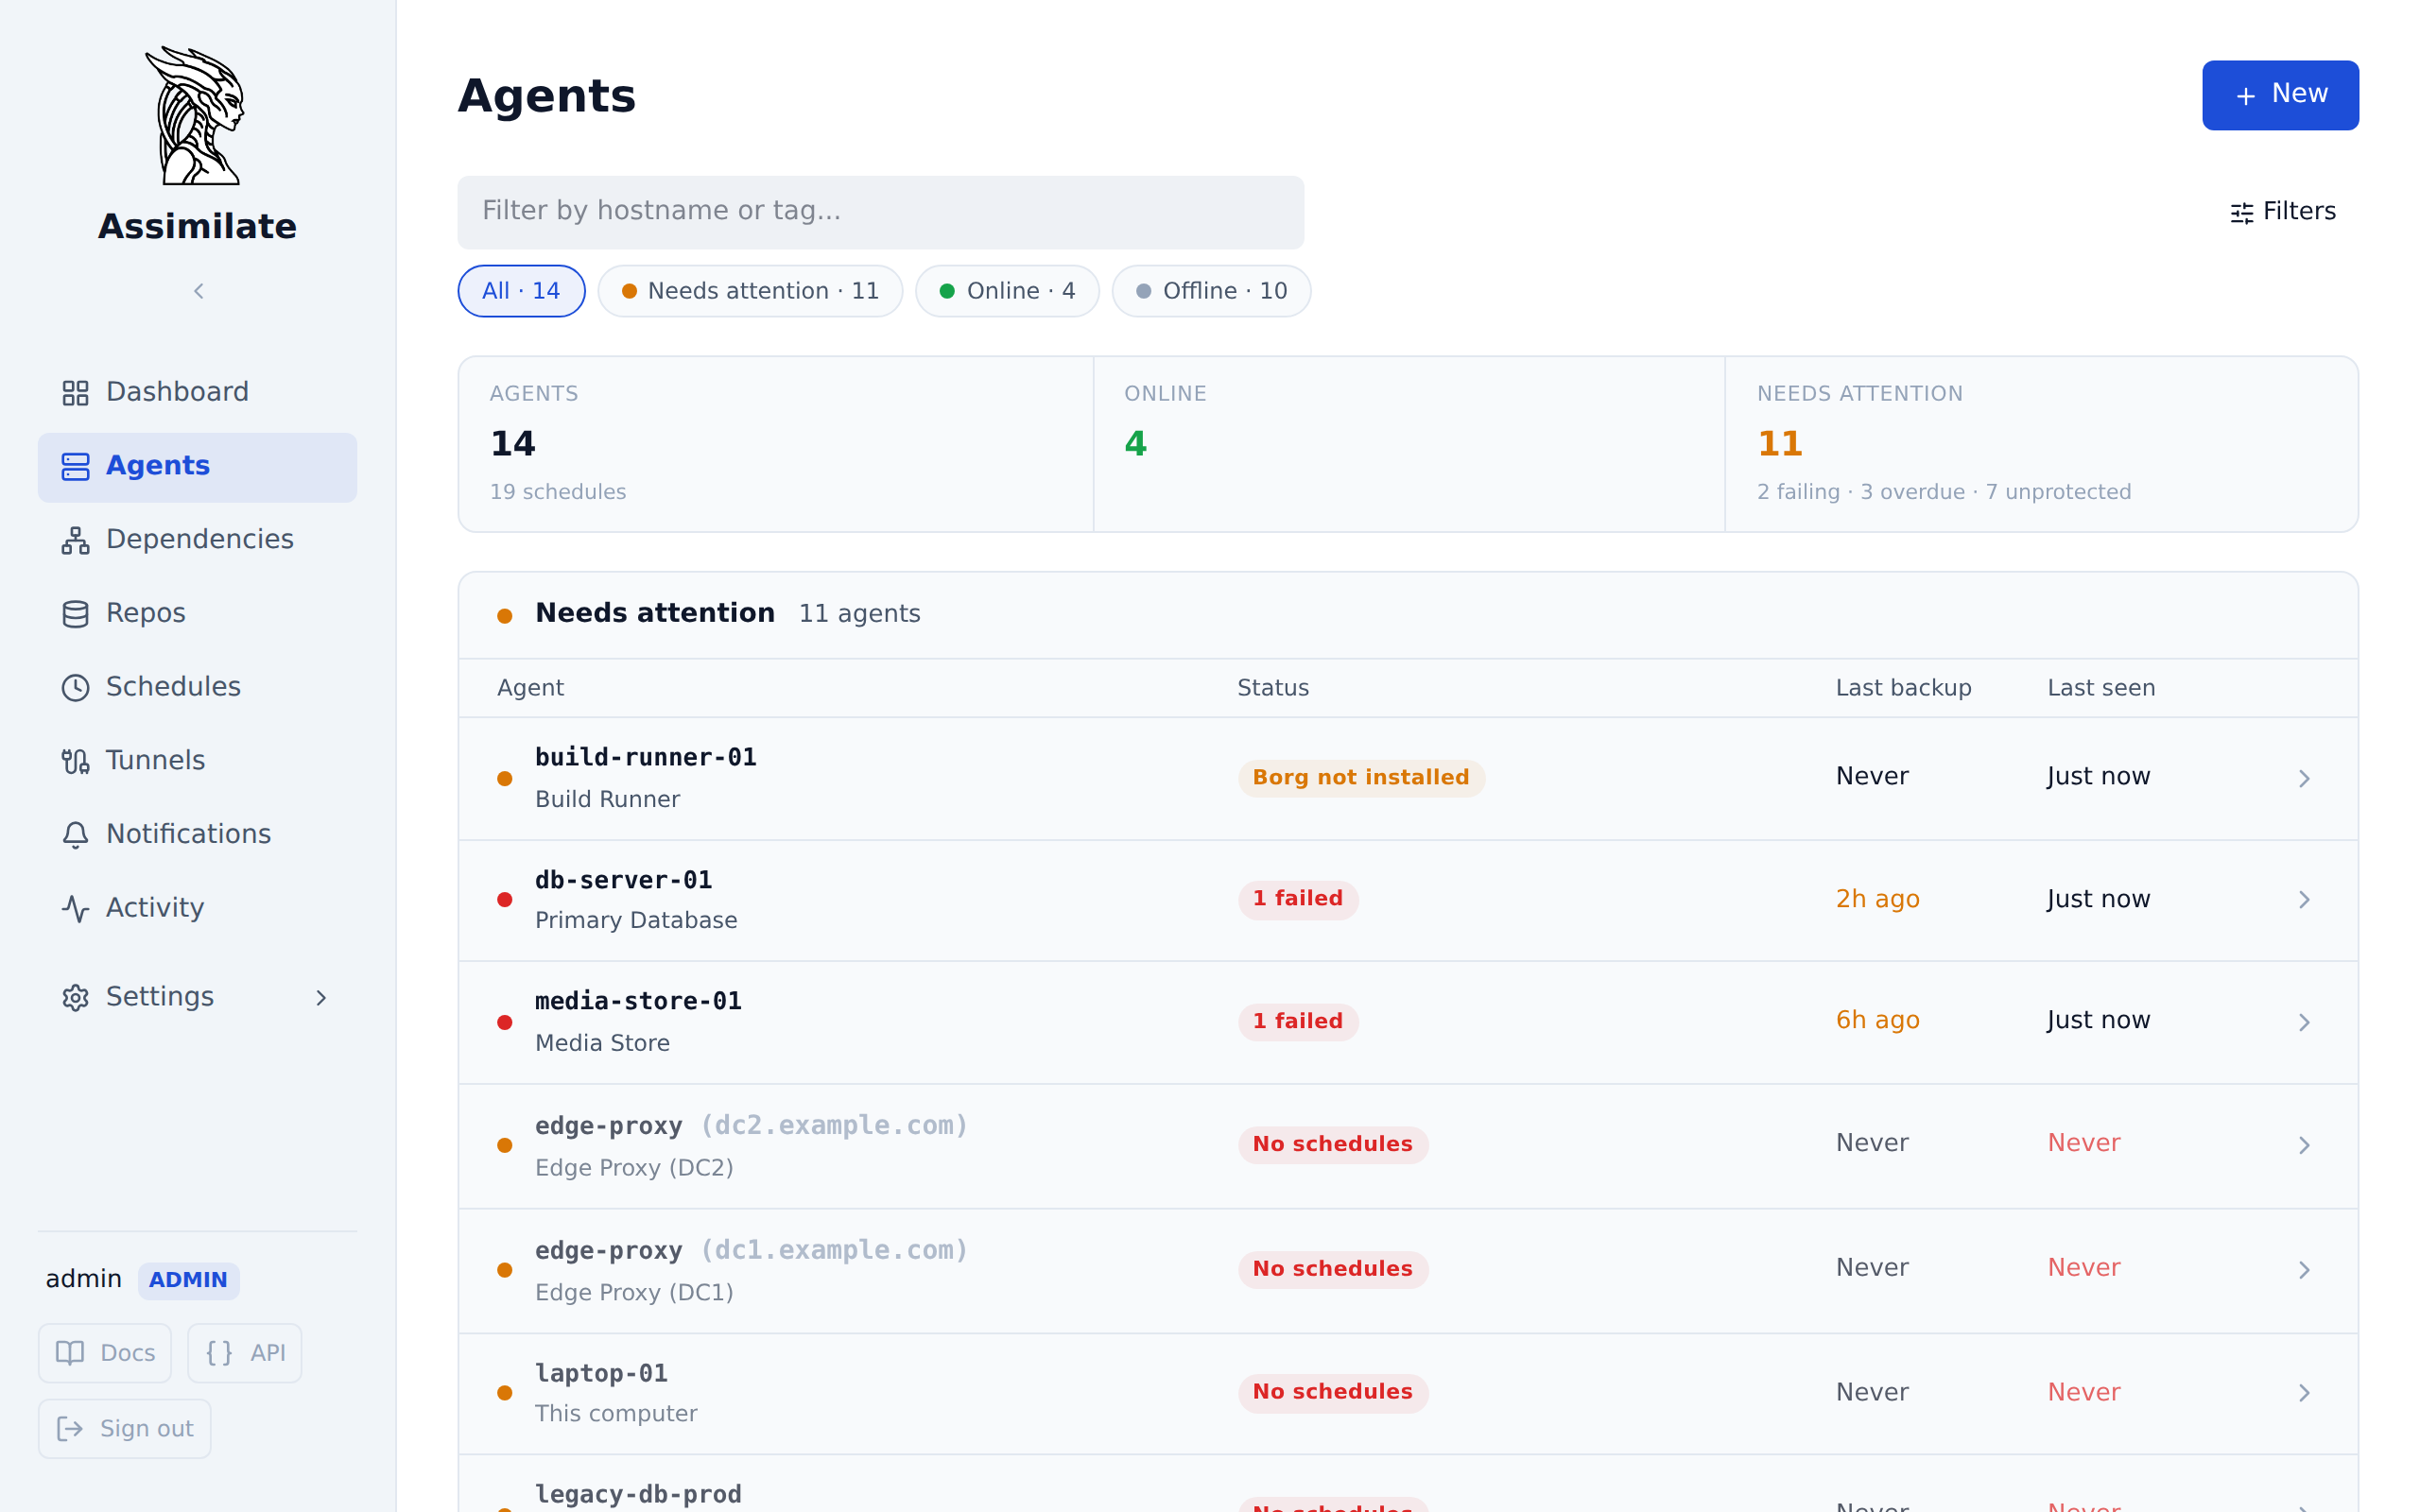 Assimilate
Dashboard
Agents
Dependencies
Repos
Schedules
Tunnels
Notifications
Activity
Settings
admin ADMIN
Docs
{} API
Sign out
Agents
+ New
Filter by hostname or tag...
Filters
All · 14
Needs attention · 11
Online · 4
Offline · 10
AGENTS
14
19 schedules
ONLINE
4
NEEDS ATTENTION
11
2 failing · 3 overdue · 7 unprotected
Needs attention 11 agents
Agent Status Last backup Last seen
build-runner-01
Build Runner
Borg not installed
Never
Just now
db-server-01
Primary Database
1 failed
2h ago
Just now
media-store-01
Media Store
1 failed
6h ago
Just now
edge-proxy (dc2.example.com)
Edge Proxy (DC2)
No schedules
Never
Never
edge-proxy (dc1.example.com)
Edge Proxy (DC1)
No schedules
Never
Never
laptop-01
This computer
No schedules
Never
Never
legacy-db-prod
No schedules
Never
Never